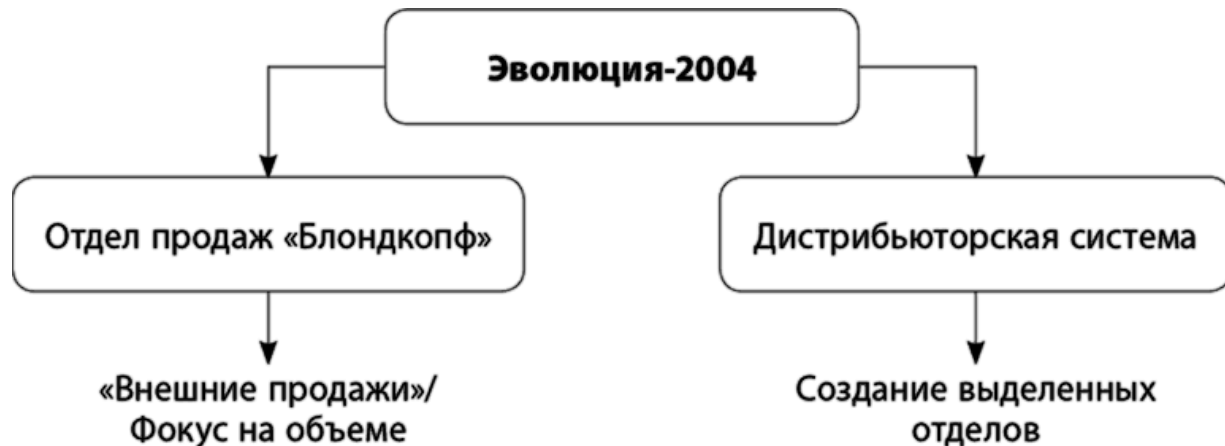 Эволюция-2004
Отдел продаж «Блондкопф»
Дистрибьюторская система
«Внешние продажи»/
Фокус на объеме
Создание выделенных
отделов